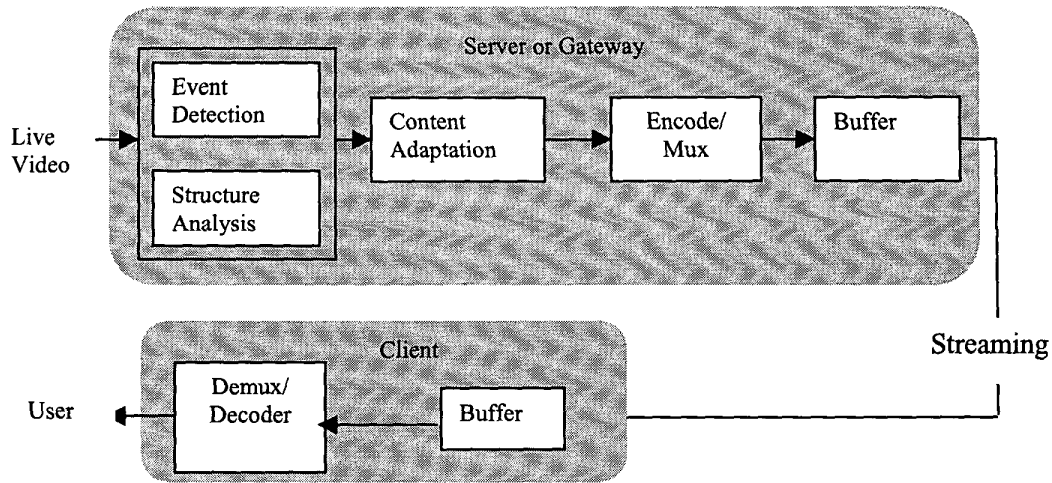 Server or Gateway
Live
Video
Event
Detection
Structure
Analysis
Content
Adaptation
Encode/
Mux
Buffer
Streaming
Client
Buffer
Demux/
Decoder
User